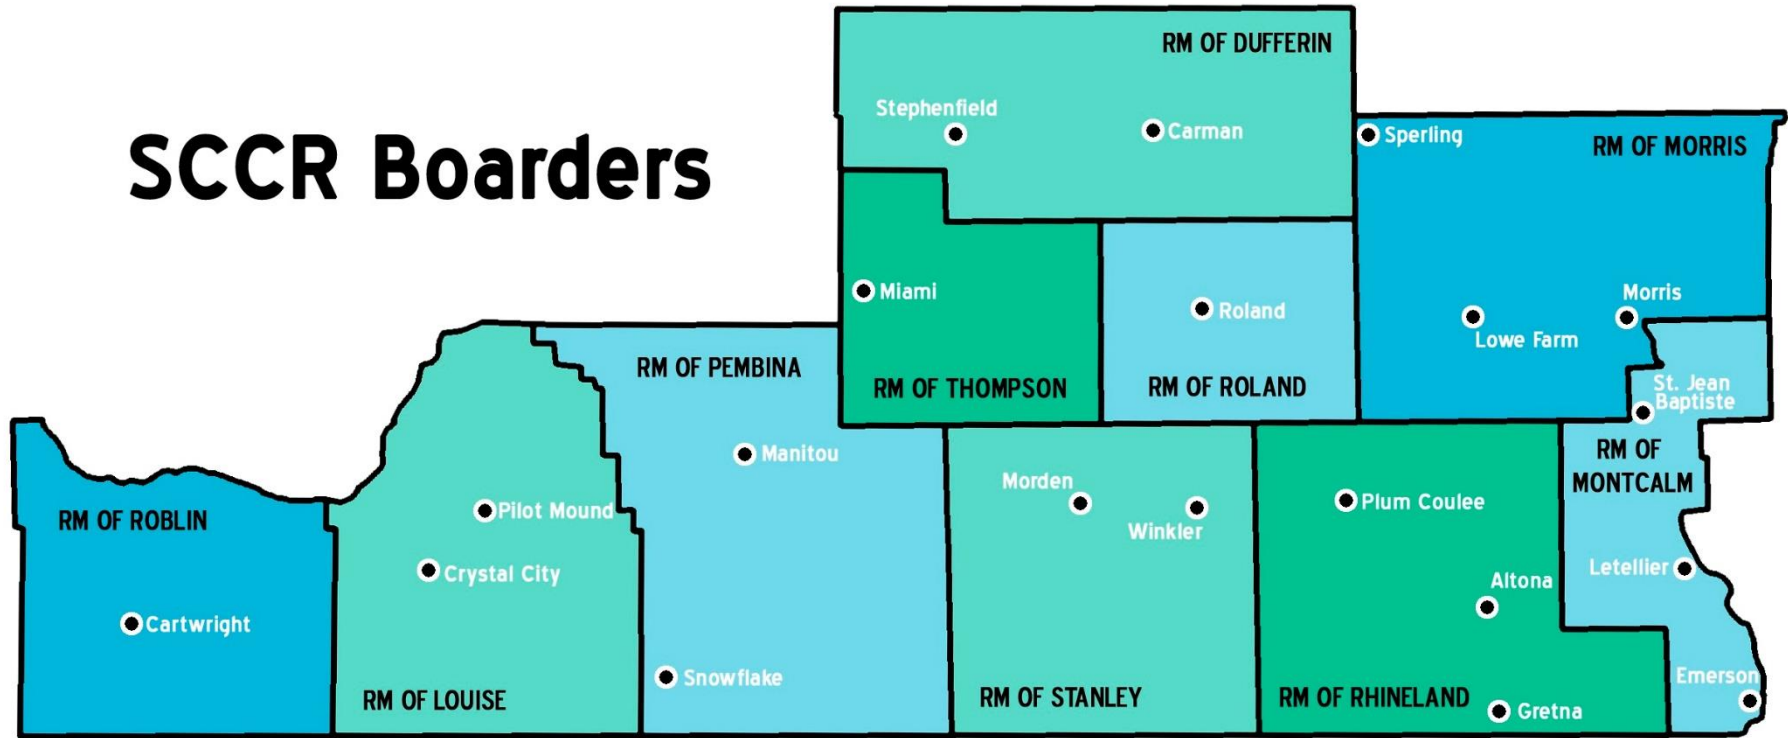 SCCR Boarders
RM OF DUFFERIN
Stephenfield
Carman
Sperling
RM OF MORRIS
Miami
Roland
Morris
Lowe Farm
RM OF PEMBINA
RM OF THOMPSON
RM OF ROLAND
St. Jean
Baptiste
Manitou
RM OF
MONTCALM
Morden
Winkler
Plum Coulee
Pilot Mound
RM OF ROBLIN
Crystal City
Letellier
Altona
Cartwright
Snowflake
Emerson
RM OF LOUISE
RM OF STANLEY
RM OF RHINELAND
Gretna